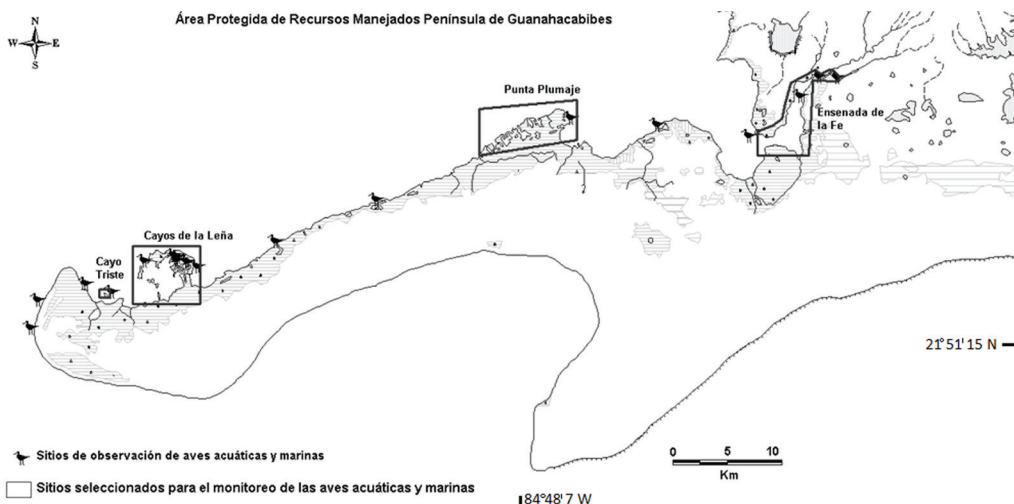 Área Protegida de Recursos Manejados Península de Guanahacabibes
N
W E
S
Punta Plumaje
Ensenada de
la Fe
Cayos de la Leña
Cayo
Triste
21°51'15 N
Sitios de observación de aves acuáticas y marinas
0 5 10
Km
Sitios seleccionados para el monitoreo de las aves acuáticas y marinas
84°48'7 W